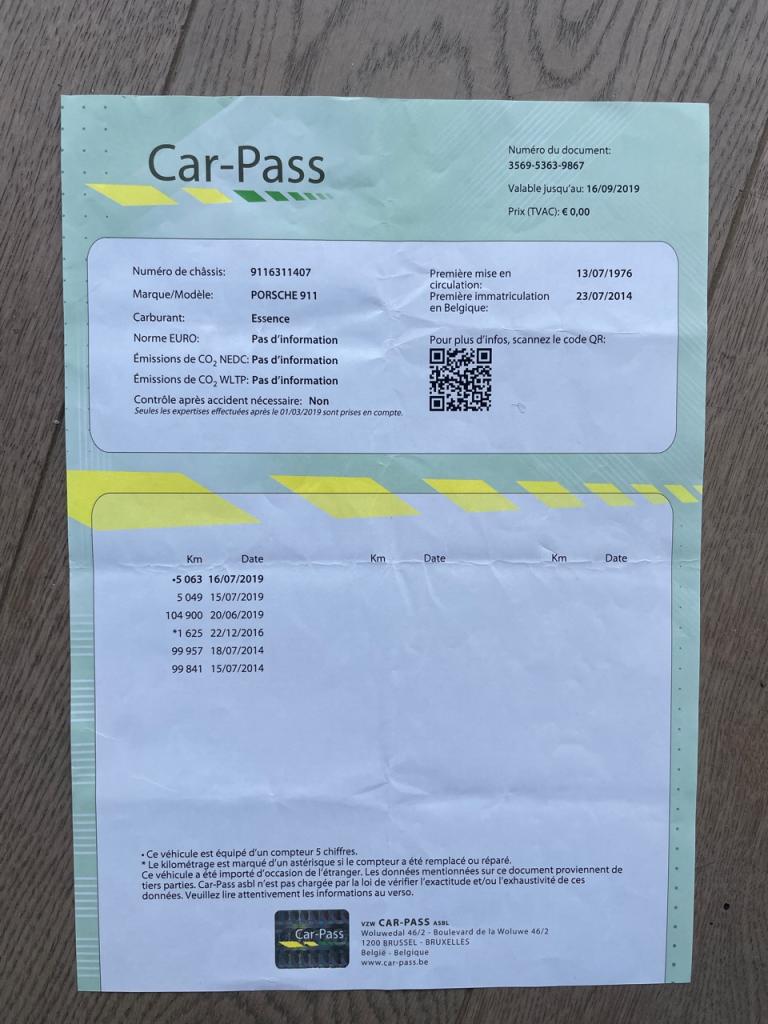 Car-Pass
Numéro du document:
3569-5363-9867
Valable jusqu'au: 16/09/2019
Prix (TVAC): € 0,00
Numéro de châssis: 9116311407
Marque/Modèle: PORSCHE 911
Carburant: Essence
Norme EURO: Pas d'information
Émissions de CO2 NEDC: Pas d'information
Émissions de CO2 WLTP: Pas d'information
Contrôle après accident nécessaire: Non
Seules les expertises effectuées après le 01/03/2019 sont prises en compte.
Première mise en circulation: 13/07/1976
Première immatriculation en Belgique: 23/07/2014
Pour plus d'infos, scannez le code QR:
Km Date Km Date Km Date
•5 063 16/07/2019
5 049 15/07/2019
104 900 20/06/2019
*1 625 22/12/2016
99 957 18/07/2014
99 841 15/07/2014
• Ce véhicule est équipé d'un compteur 5 chiffres.
* Le kilométrage est marqué d'un astérisque si le compteur a été remplacé ou réparé.
Ce véhicule a été importé d'occasion de l'étranger. Les données mentionnées sur ce document proviennent de
tiers parties. Car-Pass asbl n'est pas chargée par la loi de vérifier l'exactitude et/ou l'exhaustivité de ces
données. Veuillez lire attentivement les informations au verso.
Car-Pass
VZW CAR-PASS ASBL
Woluwedal 46/2 - Boulevard de la Woluwe 46/2
1200 BRUSSEL - BRUXELLES
België - Belgique
www.car-pass.be